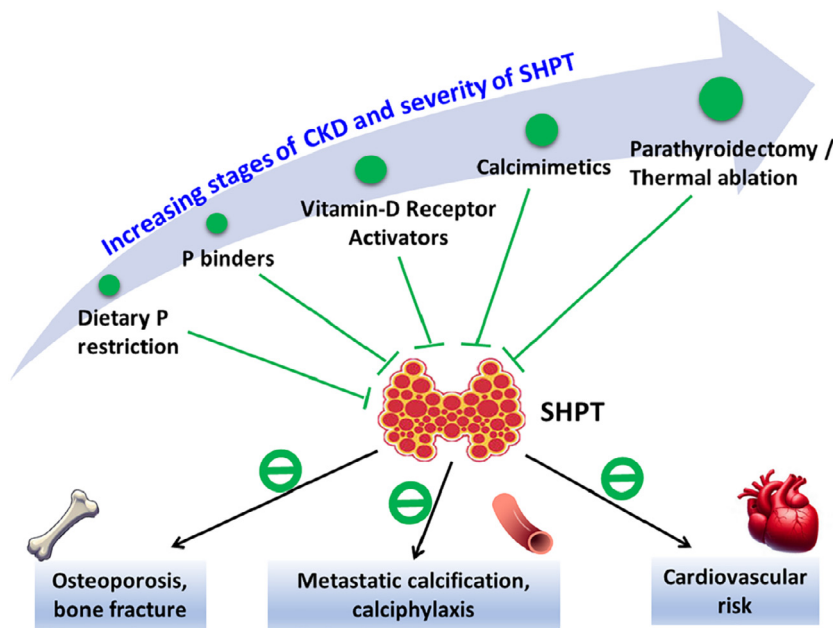 Increasing stages of CKD and severity of SHPT
Parathyroidectomy /
Thermal ablation
Calcimimetics
Vitamin-D Receptor
Activators
P binders
Dietary P
restriction
SHPT
Osteoporosis,
bone fracture
Metastatic calcification,
calciphylaxis
Cardiovascular
risk